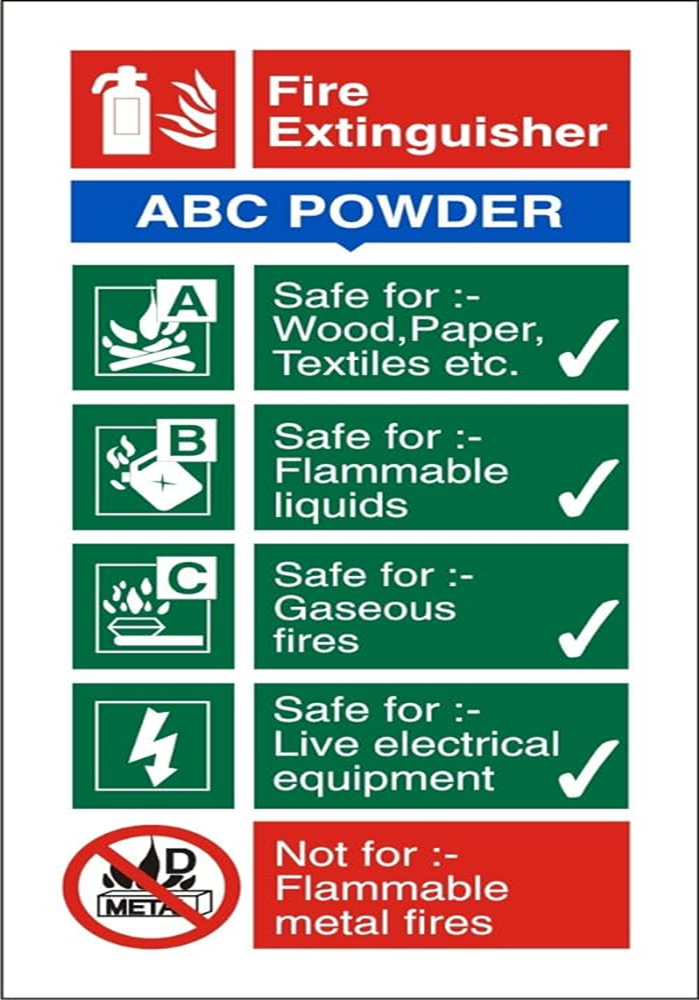 Fire
Extinguisher
ABC POWDER
A
Safe for :-
Wood,Paper,
Textiles etc.
B
Safe for :-
Flammable
liquids
C
Safe for :-
Gaseous
fires
Safe for :-
Live electrical
equipment
D
METAL
Not for :-
Flammable
metal fires